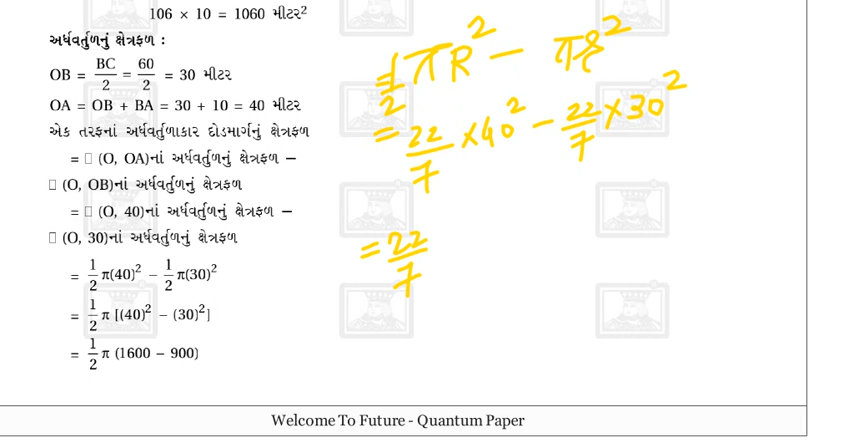 106 × 10 = 1060 મીટર²
અર્ધવર્તુળનું ક્ષેત્રફળ :
OB = BC/2 = 60/2 = 30 મીટર
OA = OB + BA = 30 + 10 = 40 મીટર
એક તરફનાં અર્ધવર્તુળાકાર દોડમાર્ગનું ક્ષેત્રફળ
= □ (O, OA)નાં અર્ધવર્તુળનું ક્ષેત્રફળ −
□ (O, OB)નાં અર્ધવર્તુળનું ક્ષેત્રફળ
= □ (O, 40)નાં અર્ધવર્તુળનું ક્ષેત્રફળ −
□ (O, 30)નાં અર્ધવર્તુળનું ક્ષેત્રફળ
= 1/2 π(40)² − 1/2 π(30)²
= 1/2 π [(40)² − (30)²]
= 1/2 π (1600 − 900)
1/2 πR² −
= 22/7 ×40² − 22/7 ×30²
= 22/7
Welcome To Future - Quantum Paper